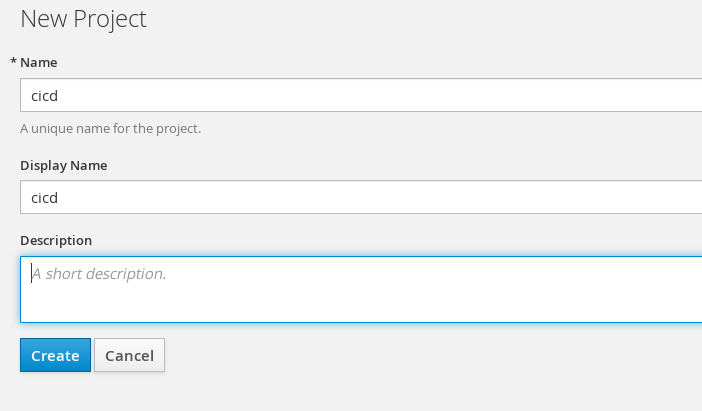 New Project
* Name
cicd
A unique name for the project.
Display Name
cicd
Description
A short description.
Create Cancel